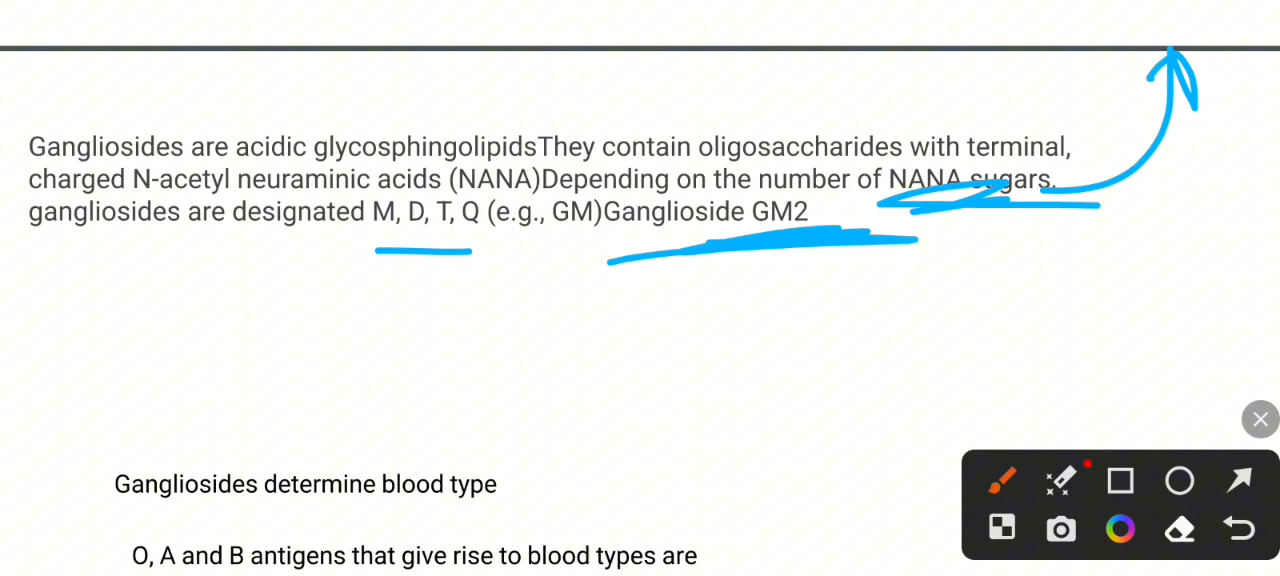 Gangliosides are acidic glycosphingolipidsThey contain oligosaccharides with terminal,
charged N-acetyl neuraminic acids (NANA)Depending on the number of NANA sugars,
gangliosides are designated M, D, T, Q (e.g., GM)Ganglioside GM2
Gangliosides determine blood type
O, A and B antigens that give rise to blood types are